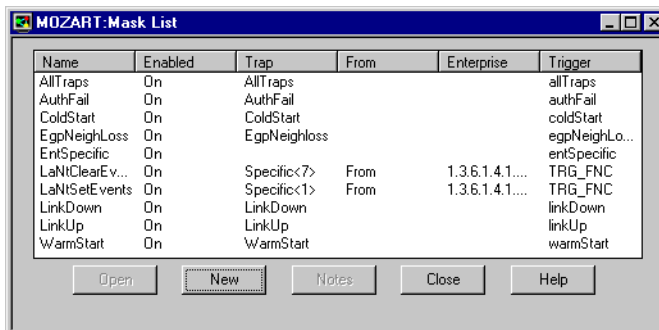 MOZART:Mask List
Name Enabled Trap From Enterprise Trigger
AllTraps On AllTraps allTraps
AuthFail On AuthFail authFail
ColdStart On ColdStart coldStart
EgpNeighLoss On EgpNeighloss egpNeighLo...
EntSpecific On entSpecific
LaNtClearEv... On Specific<7> From 1.3.6.1.4.1.... TRG_FNC
LaNtSetEvents On Specific<1> From 1.3.6.1.4.1.... TRG_FNC
LinkDown On LinkDown linkDown
LinkUp On LinkUp linkUp
WarmStart On WarmStart warmStart
Open New Notes Close Help